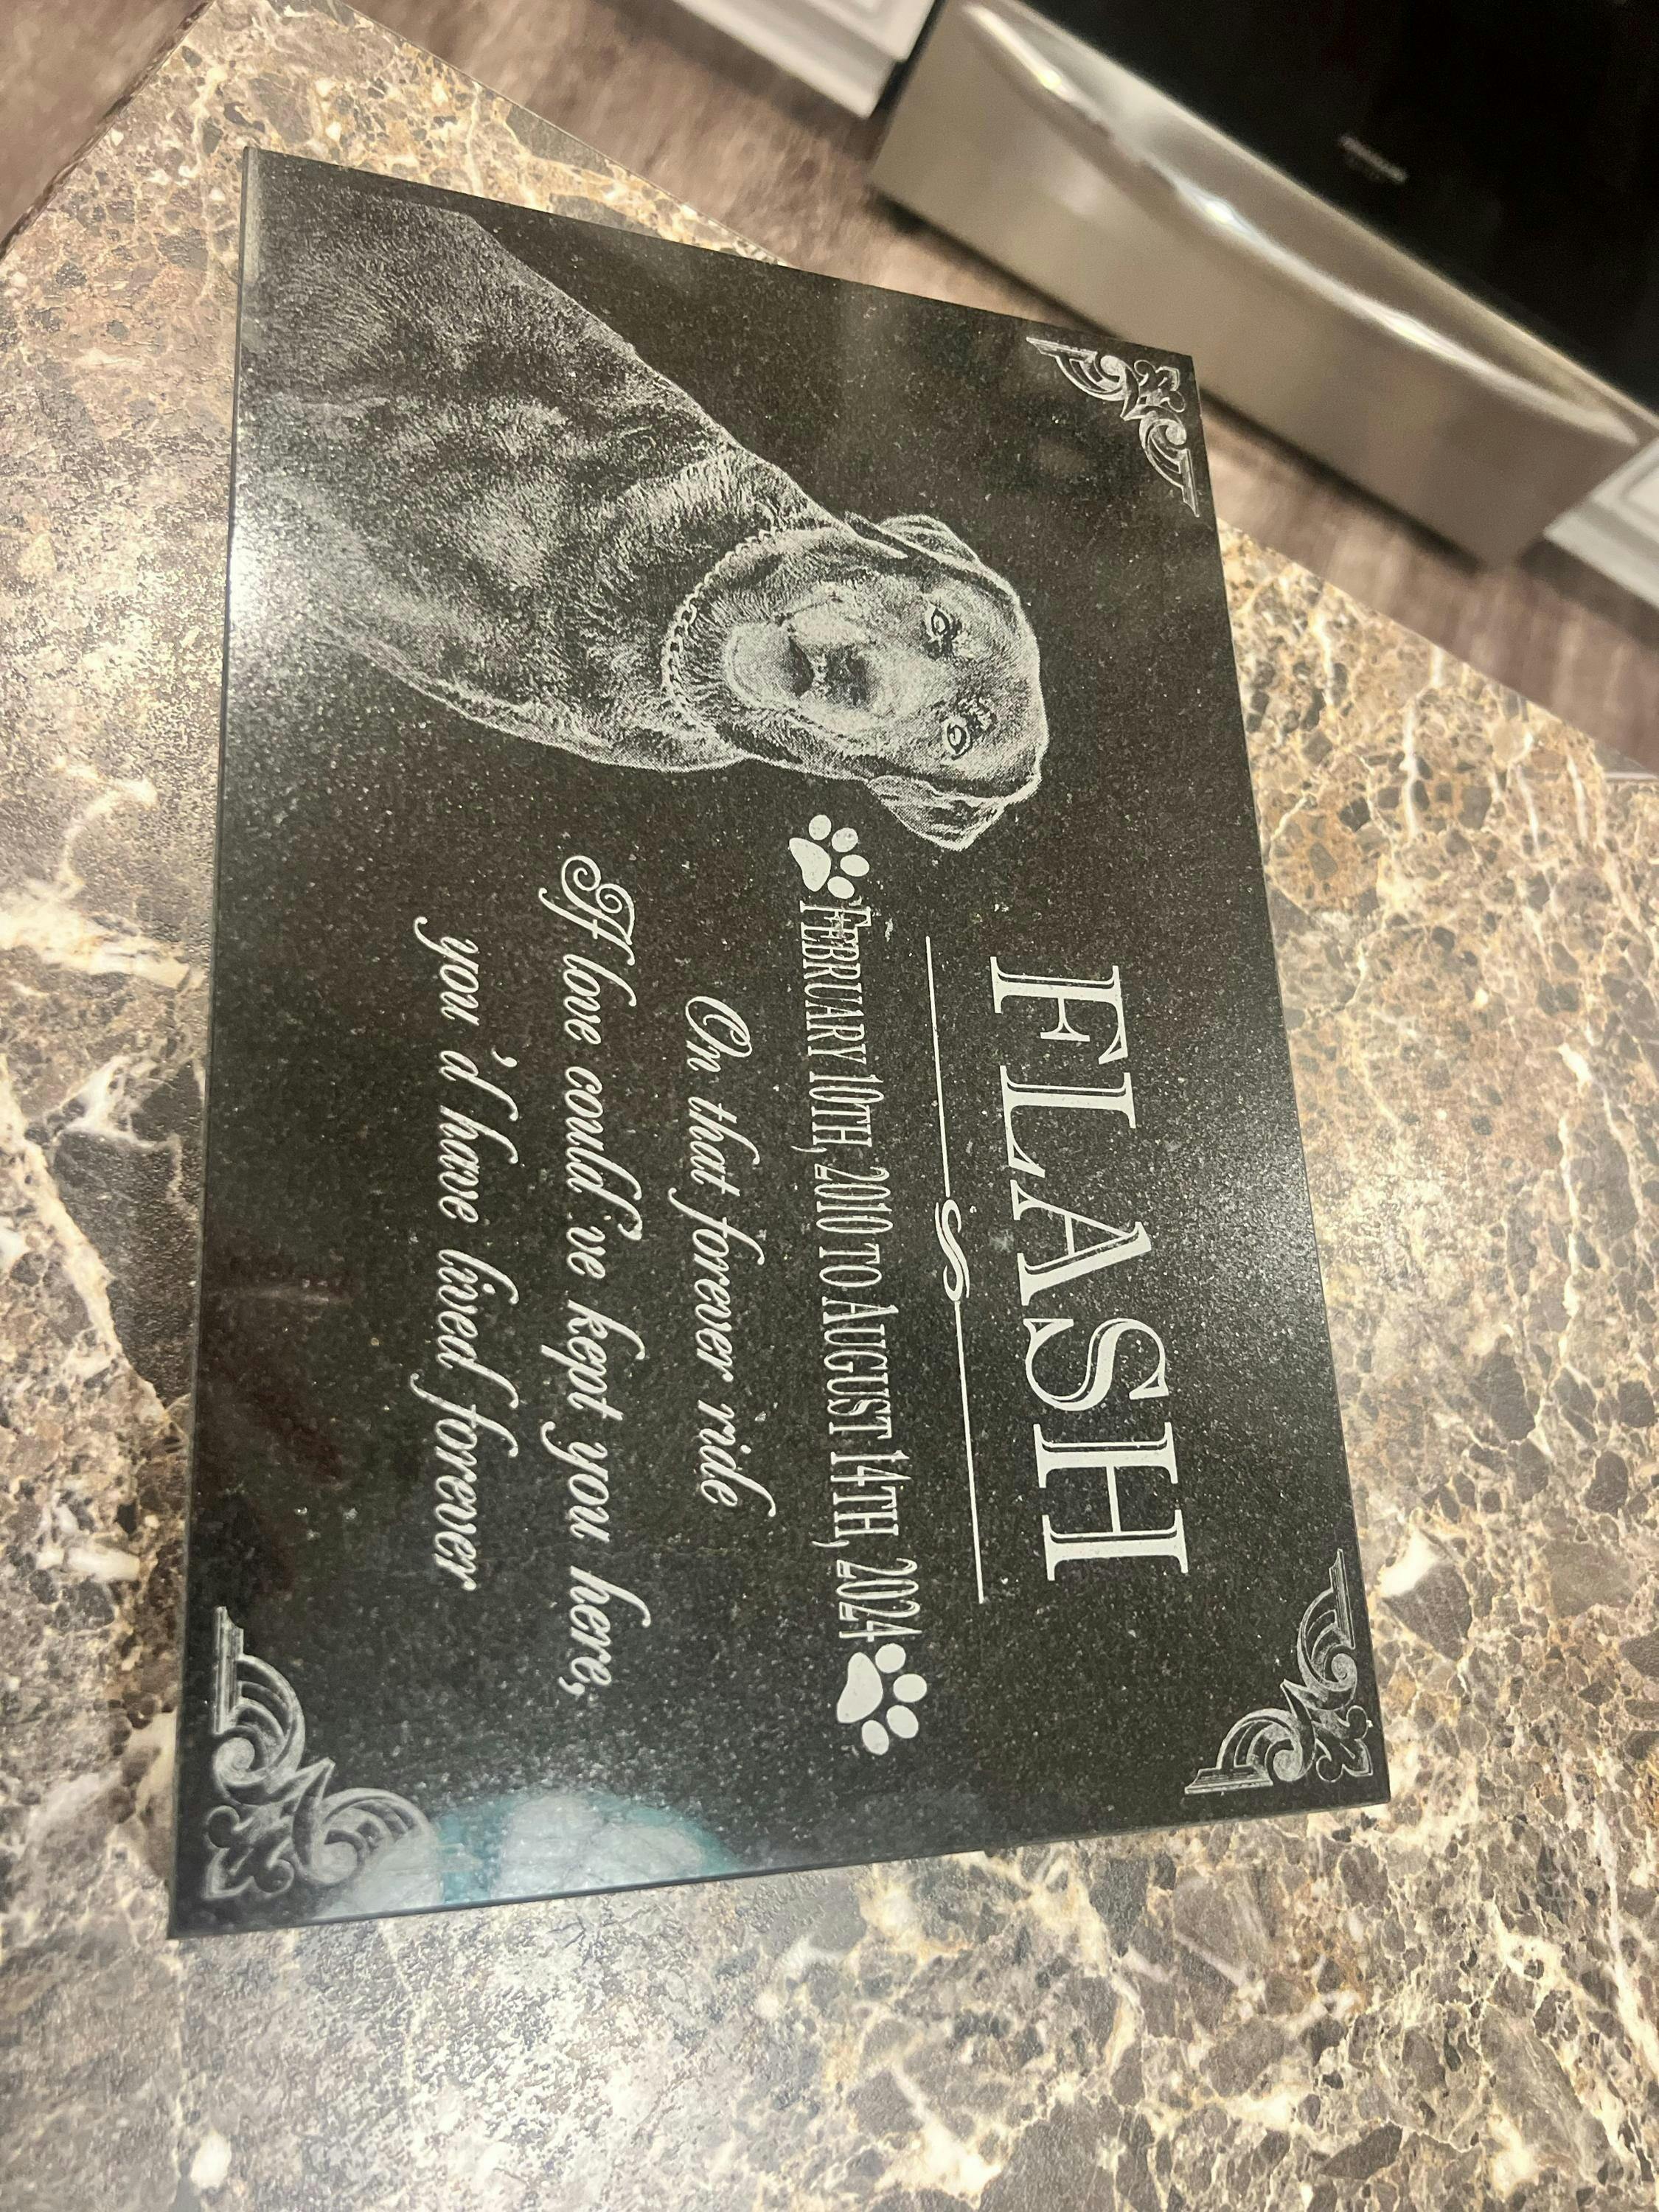 FLASH
FEBRUARY 10TH, 2010 TO AUGUST 14TH, 2024
On that forever ride
If love could've kept you here,
you'd have lived forever